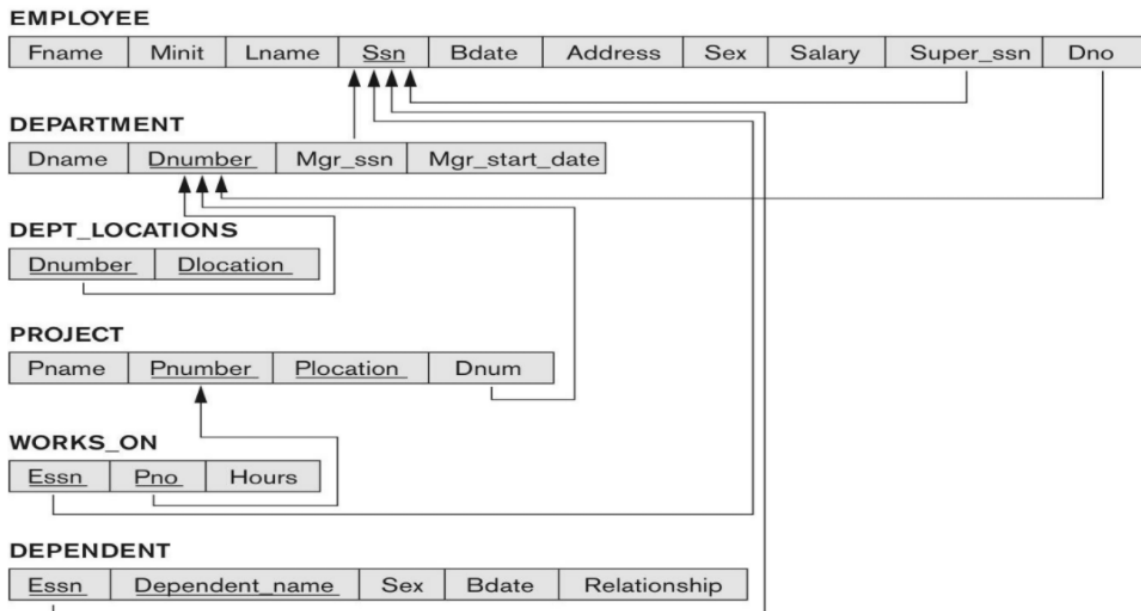 EMPLOYEE
Fname Minit Lname Ssn Bdate Address Sex Salary Super_ssn Dno
DEPARTMENT
Dname Dnumber Mgr_ssn Mgr_start_date
DEPT_LOCATIONS
Dnumber Dlocation
PROJECT
Pname Pnumber Plocation Dnum
WORKS_ON
Essn Pno Hours
DEPENDENT
Essn Dependent_name Sex Bdate Relationship